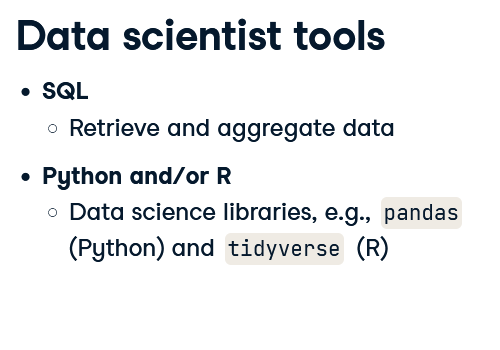 Data scientist tools
• SQL
○ Retrieve and aggregate data
• Python and/or R
○ Data science libraries, e.g., pandas
(Python) and tidyverse (R)